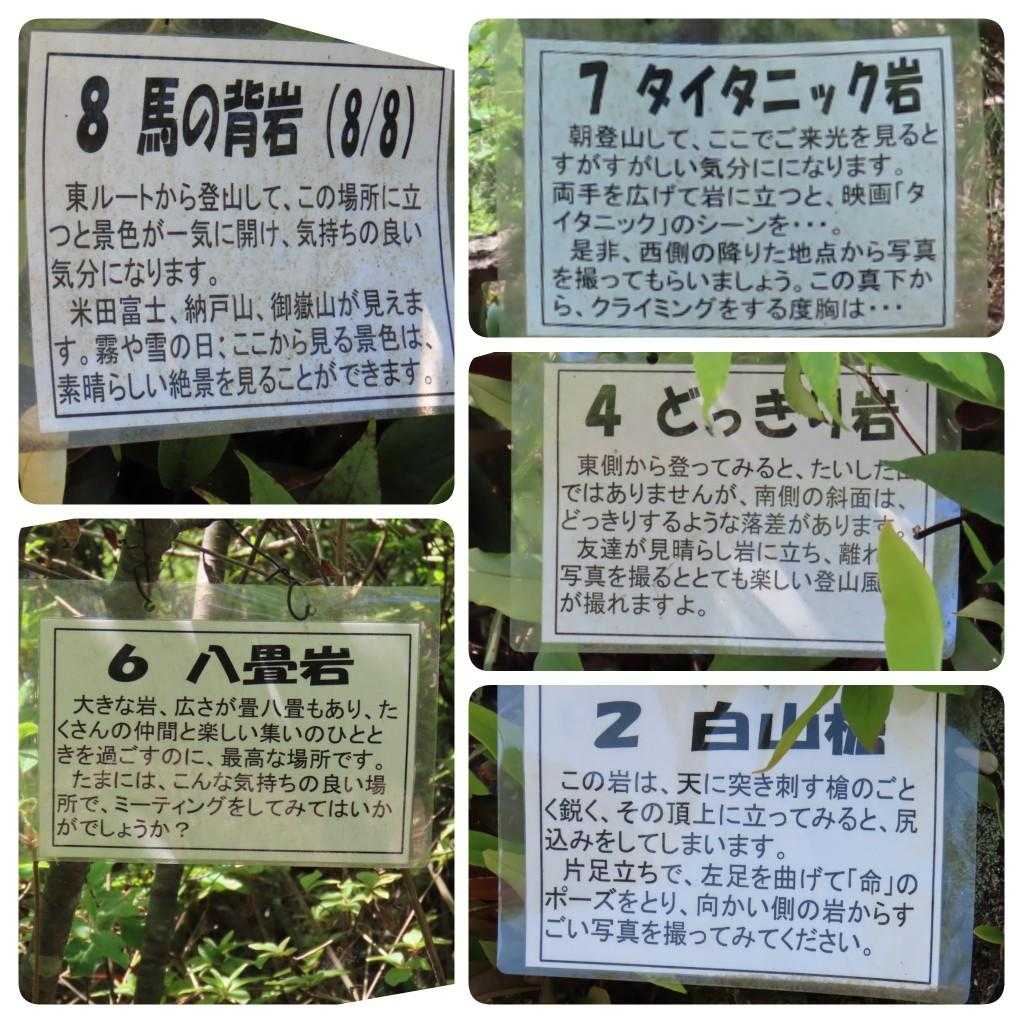 8 馬の背岩(8/8)
東ルートから登山して、この場所に立
つと景色が一気に開け、気持ちの良い
気分になります。
米田富士、納戸山、御嶽山が見えま
す。霧や雪の日、ここから見る景色は、
素晴らしい絶景を見ることができます。
7 タイタニック岩
朝登山して、ここでご来光を見ると
すがすがしい気分にになります。
両手を広げて岩に立つと、映画「タ
イタニック」のシーンを・・・。
是非、西側の降りた地点から写真
を撮ってもらいましょう。この真下か
ら、クライミングをする度胸は・・・
4 どっきり岩
東側から登ってみると、たいした
ではありませんが、南側の斜面は、
どっきりするような落差があります。
友達が見晴らし岩に立ち、離れ
写真を撮るととても楽しい登山風
が撮れますよ。
6 八畳岩
大きな岩、広さが畳八畳もあり、た
くさんの仲間と楽しい集いのひとと
きを過ごすのに、最高な場所です。
たまには、こんな気持ちの良い場
所で、ミーティングをしてみてはいか
がでしょうか？
2 白山槍
この岩は、天に突き刺す槍のごと
く鋭く、その頂上に立ってみると、尻
込みをしてしまいます。
片足立ちで、左足を曲げて「命」の
ポーズをとり、向かい側の岩からす
ごい写真を撮ってみてください。